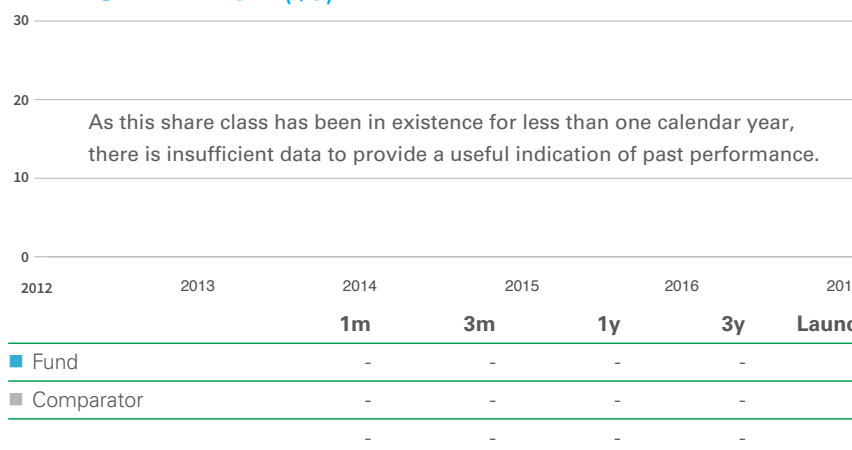 30
20
As this share class has been in existence for less than one calendar year,
there is insufficient data to provide a useful indication of past performance.
10
0
2012 2013 2014 2015 2016
1m 3m 1y 3y
Fund - - - -
Comparator - - - -
- - - -